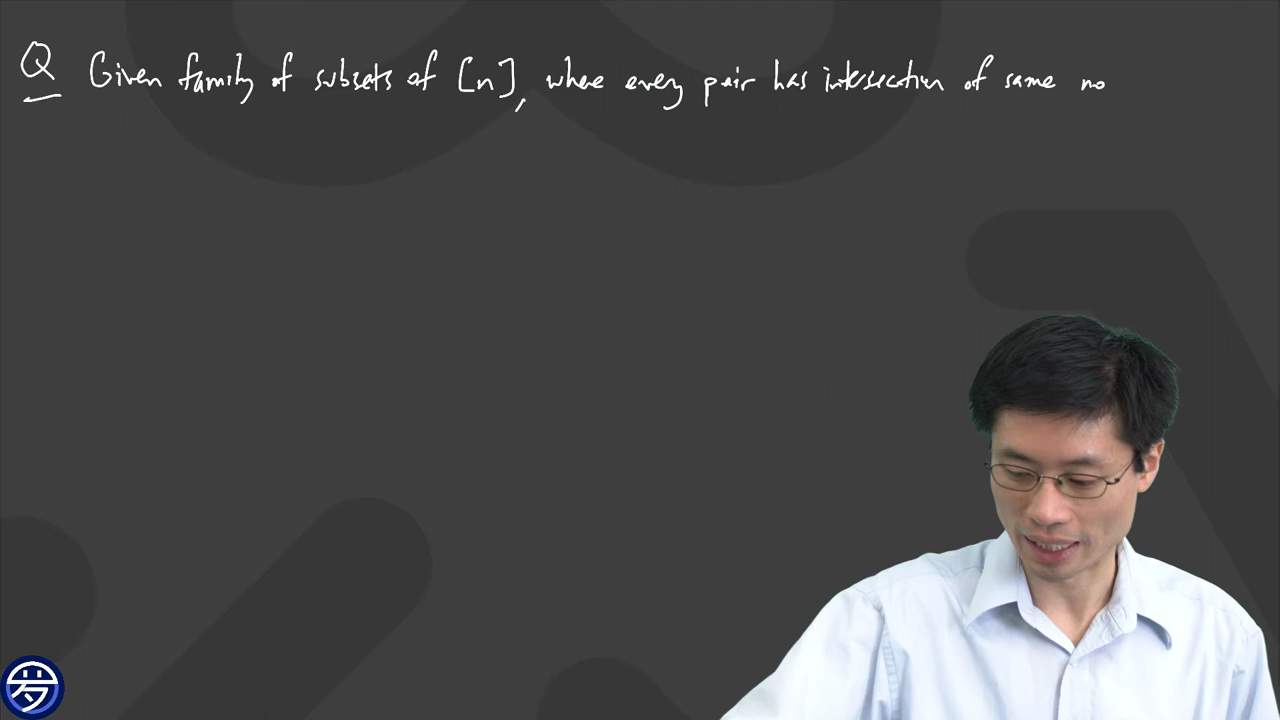 Q Given family of subsets of [n], where every pair has intersection of same no